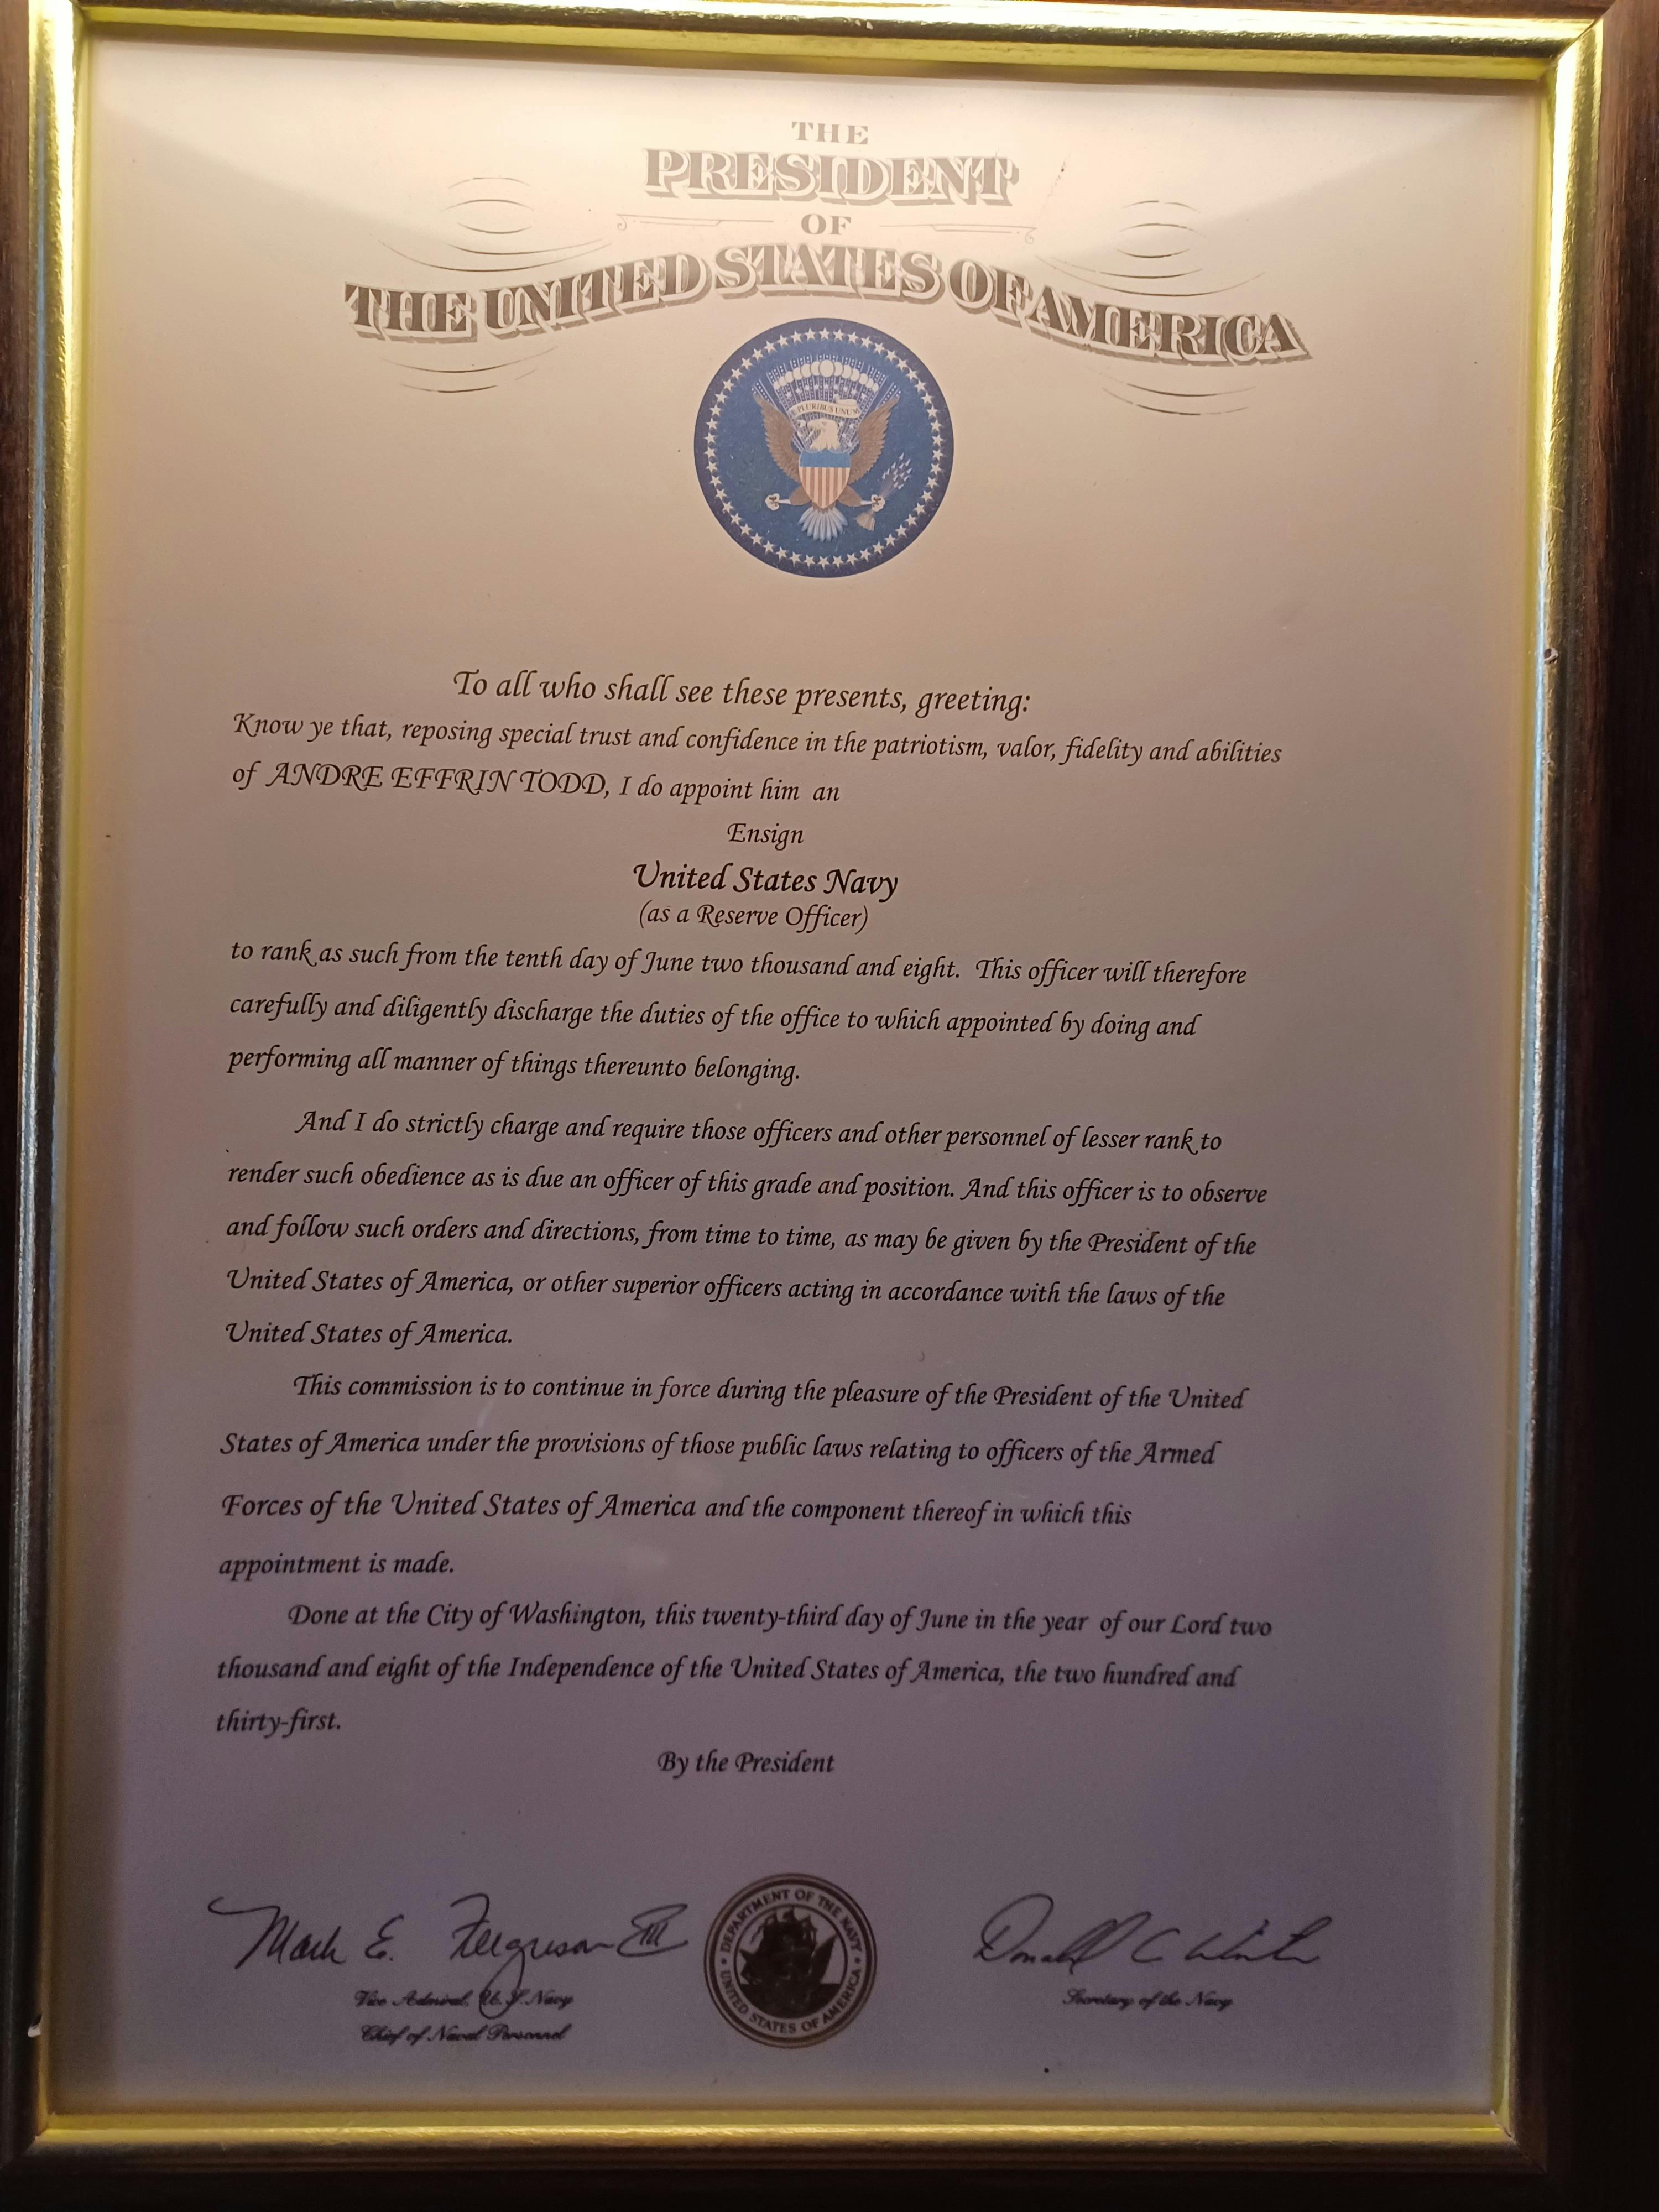 THE
PRESIDENT
OF
THE UNITED STATES OF AMERICA
E PLURIBUS UNUM
To all who shall see these presents, greeting:
Know ye that, reposing special trust and confidence in the patriotism, valor, fidelity and abilities
of ANDRE EFFRIN TODD, I do appoint him an
Ensign
United States Navy
(as a Reserve Officer)
to rank as such from the tenth day of June two thousand and eight. This officer will therefore
carefully and diligently discharge the duties of the office to which appointed by doing and
performing all manner of things thereunto belonging.
And I do strictly charge and require those officers and other personnel of lesser rank to
render such obedience as is due an officer of this grade and position. And this officer is to observe
and follow such orders and directions, from time to time, as may be given by the President of the
United States of America, or other superior officers acting in accordance with the laws of the
United States of America.
This commission is to continue in force during the pleasure of the President of the United
States of America under the provisions of those public laws relating to officers of the Armed
Forces of the United States of America and the component thereof in which this
appointment is made.
Done at the City of Washington, this twenty-third day of June in the year of our Lord two
thousand and eight of the Independence of the United States of America, the two hundred and
thirty-first.
By the President
Mark E. Ferguson III
Vice Admiral, U. S. Navy
Chief of Naval Personnel
DEPARTMENT OF THE NAVY
UNITED STATES OF AMERICA
Donald C Winter
Secretary of the Navy